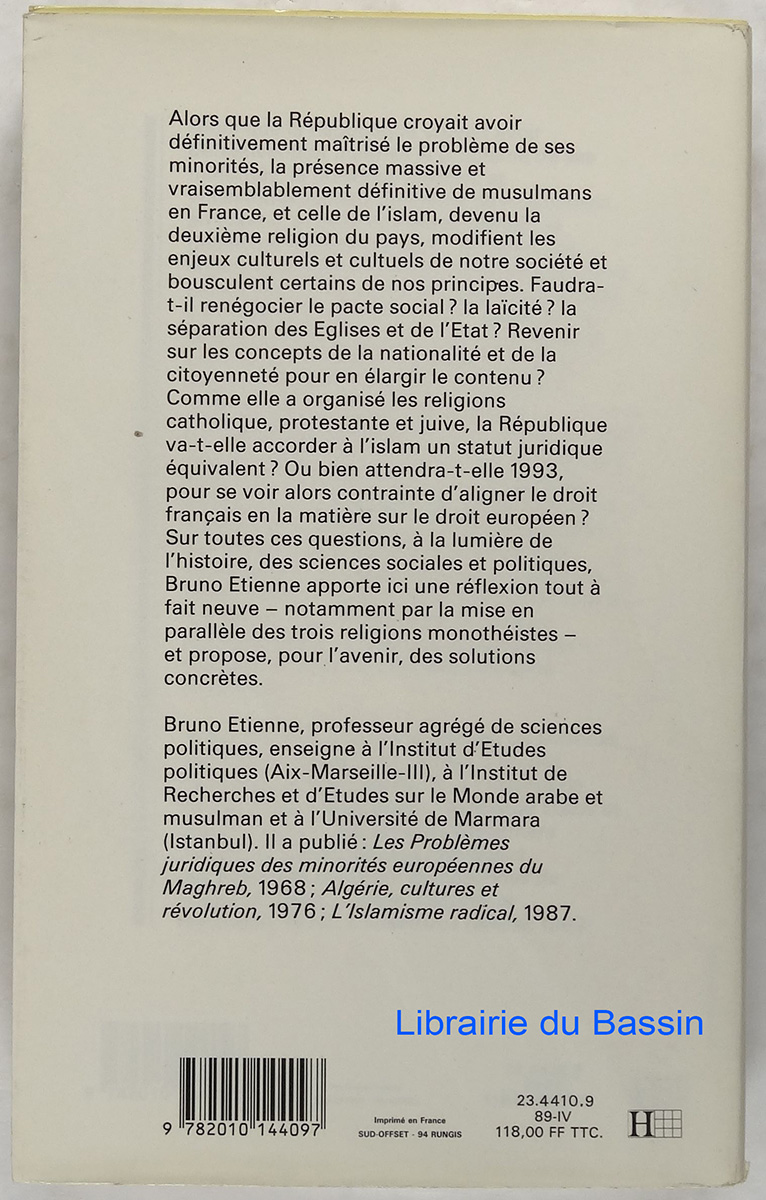 Alors que la République croyait avoir
définitivement maîtrisé le problème de ses
minorités, la présence massive et
vraisemblablement définitive de musulmans
en France, et celle de l'islam, devenu la
deuxième religion du pays, modifient les
enjeux culturels et cultuels de notre société et
bousculent certains de nos principes. Faudra-
t-il renégocier le pacte social ? la laïcité ? la
séparation des Eglises et de l'Etat ? Revenir
sur les concepts de la nationalité et de la
citoyenneté pour en élargir le contenu ?
Comme elle a organisé les religions
catholique, protestante et juive, la République
va-t-elle accorder à l'islam un statut juridique
équivalent ? Ou bien attendra-t-elle 1993,
pour se voir alors contrainte d'aligner le droit
français en la matière sur le droit européen ?
Sur toutes ces questions, à la lumière de
l'histoire, des sciences sociales et politiques,
Bruno Etienne apporte ici une réflexion tout à
fait neuve – notamment par la mise en
parallèle des trois religions monothéistes –
et propose, pour l'avenir, des solutions
concrètes.
Bruno Etienne, professeur agrégé de sciences
politiques, enseigne à l'Institut d'Etudes
politiques (Aix-Marseille-III), à l'Institut de
Recherches et d'Etudes sur le Monde arabe et
musulman et à l'Université de Marmara
(Istanbul). Il a publié : Les Problèmes
juridiques des minorités européennes du
Maghreb, 1968 ; Algérie, cultures et
révolution, 1976 ; L'Islamisme radical, 1987.
Librairie du Bassin
9 782010 144097
Imprimé en France
SUD-OFFSET - 94 RUNGIS
23.4410.9
89-IV
118,00 FF TTC.
H